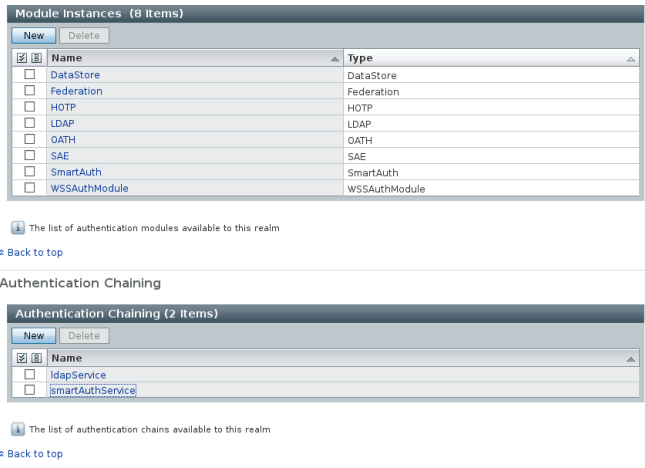 Module Instances (8 Items)
New Delete
Name Type
DataStore DataStore
Federation Federation
HOTP HOTP
LDAP LDAP
OATH OATH
SAE SAE
SmartAuth SmartAuth
WSSAuthModule WSSAuthModule
The list of authentication modules available to this realm
Back to top
Authentication Chaining
Authentication Chaining (2 Items)
New Delete
Name
ldapService
smartAuthService
The list of authentication chains available to this realm
Back to top